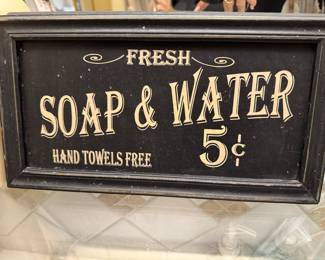 FRESH
SOAP & WATER
HAND TOWELS FREE 5¢